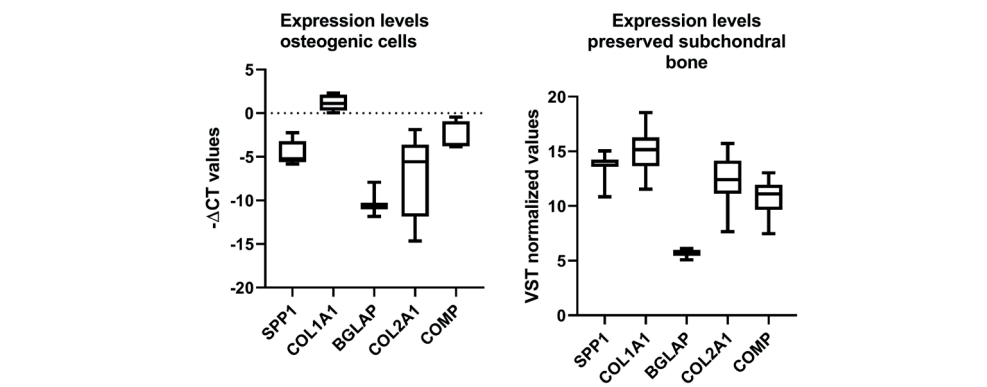 Expression levels
osteogenic cells
-ΔCT values
5
0
-5
-10
-15
-20
SPP1
COL1A1
BGLAP
COL2A1
COMP
Expression levels
preserved subchondral
bone
VST normalized values
20
15
10
5
0
SPP1
COL1A1
BGLAP
COL2A1
COMP